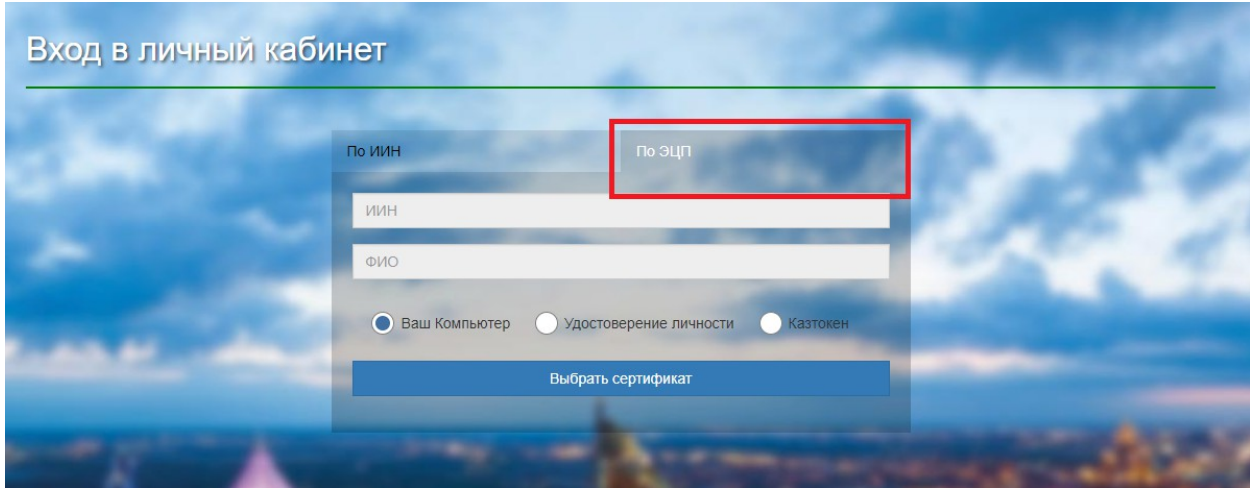 Вход в личный кабинет
По ИИН По ЭЦП
ИИН
ФИО
Ваш Компьютер Удостоверение личности Казтокен
Выбрать сертификат